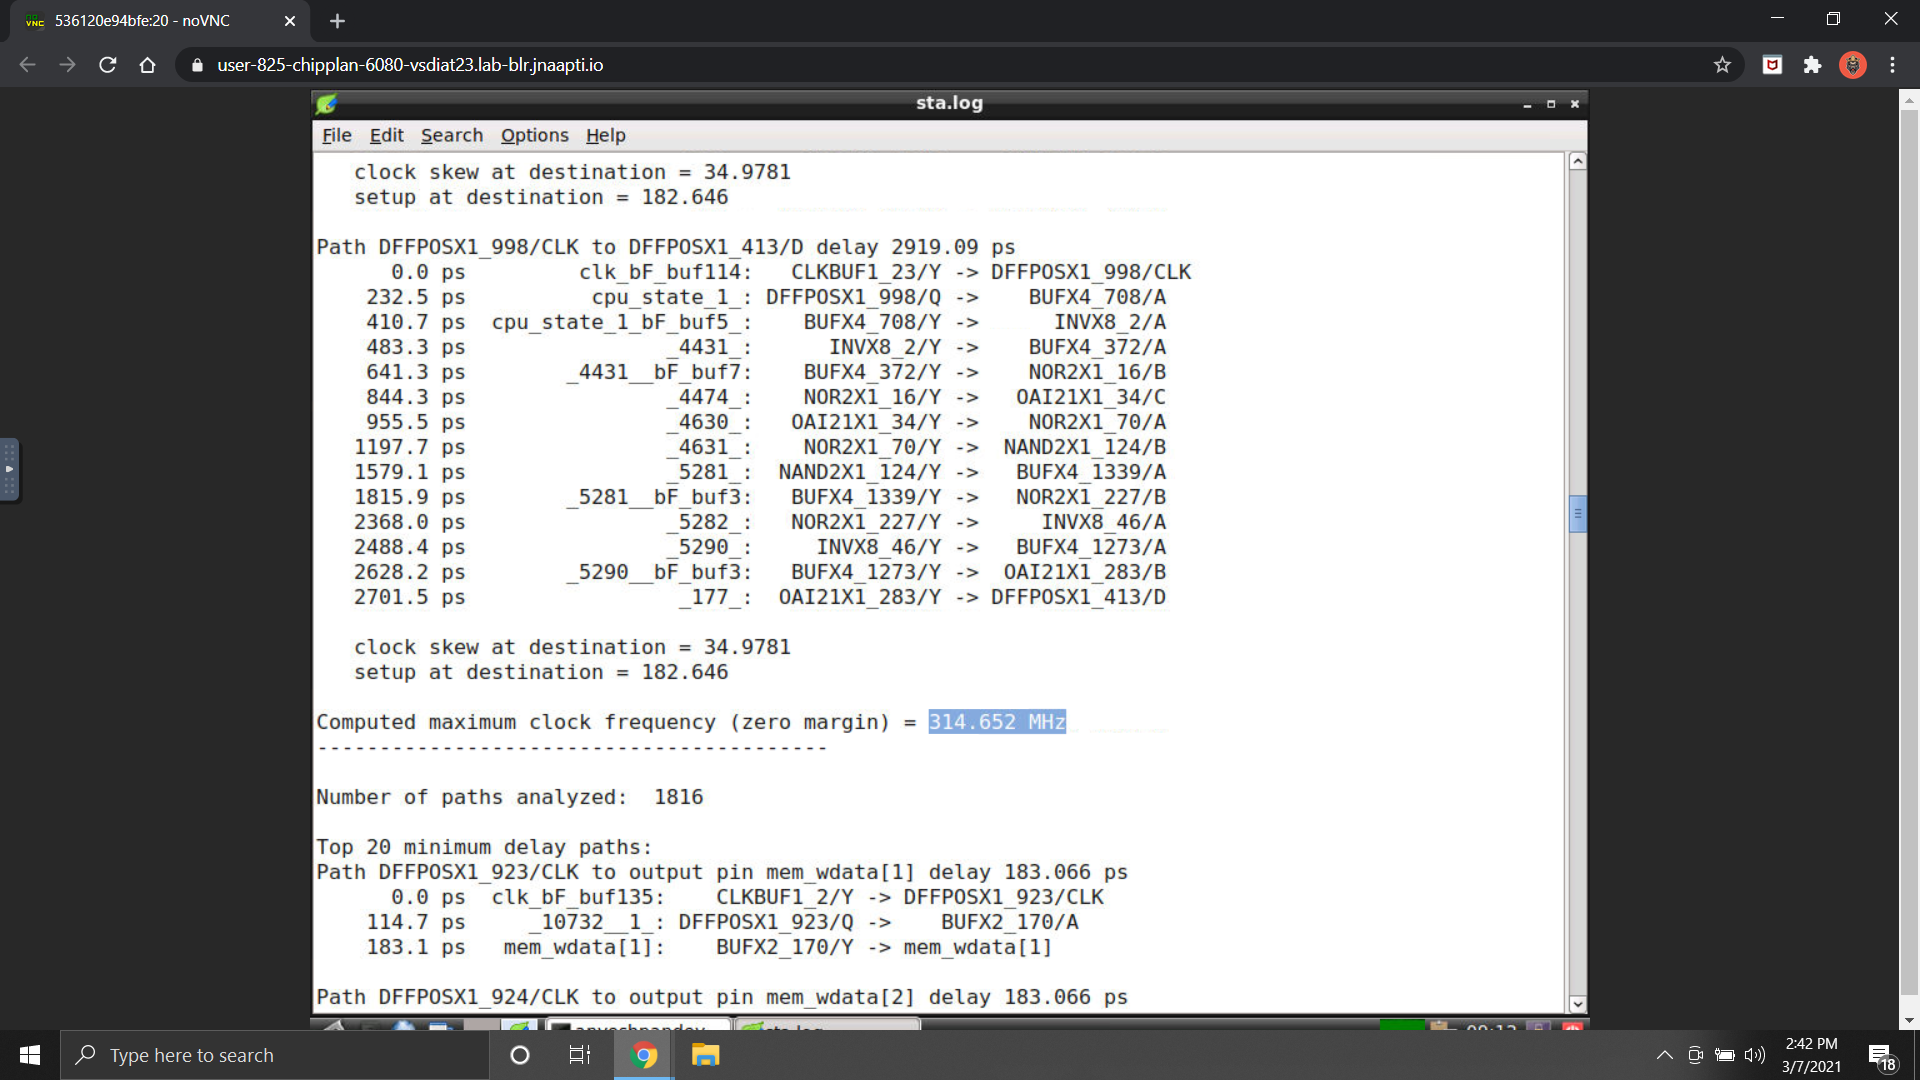 536120e94bfe:20 - noVNC
user-825-chipplan-6080-vsdiat23.lab-blr.jnaapti.io
sta.log
File Edit Search Options Help
clock skew at destination = 34.9781
setup at destination = 182.646
Path DFFPOSX1_998/CLK to DFFPOSX1_413/D delay 2919.09 ps
0.0 ps clk_bF_buf114: CLKBUF1_23/Y -> DFFPOSX1_998/CLK
232.5 ps cpu_state_1_: DFFPOSX1_998/Q -> BUFX4_708/A
410.7 ps cpu_state_1_bF_buf5_: BUFX4_708/Y -> INVX8_2/A
483.3 ps _4431_: INVX8_2/Y -> BUFX4_372/A
641.3 ps _4431__bF_buf7: BUFX4_372/Y -> NOR2X1_16/B
844.3 ps _4474_: NOR2X1_16/Y -> OAI21X1_34/C
955.5 ps _4630_: OAI21X1_34/Y -> NOR2X1_70/A
1197.7 ps _4631_: NOR2X1_70/Y -> NAND2X1_124/B
1579.1 ps _5281_: NAND2X1_124/Y -> BUFX4_1339/A
1815.9 ps _5281__bF_buf3: BUFX4_1339/Y -> NOR2X1_227/B
2368.0 ps _5282_: NOR2X1_227/Y -> INVX8_46/A
2488.4 ps _5290_: INVX8_46/Y -> BUFX4_1273/A
2628.2 ps _5290__bF_buf3: BUFX4_1273/Y -> OAI21X1_283/B
2701.5 ps _177_: OAI21X1_283/Y -> DFFPOSX1_413/D
clock skew at destination = 34.9781
setup at destination = 182.646
Computed maximum clock frequency (zero margin) = 314.652 MHz
-----------------------------------------
Number of paths analyzed: 1816
Top 20 minimum delay paths:
Path DFFPOSX1_923/CLK to output pin mem_wdata[1] delay 183.066 ps
0.0 ps clk_bF_buf135: CLKBUF1_2/Y -> DFFPOSX1_923/CLK
114.7 ps _10732__1_: DFFPOSX1_923/Q -> BUFX2_170/A
183.1 ps mem_wdata[1]: BUFX2_170/Y -> mem_wdata[1]
Path DFFPOSX1_924/CLK to output pin mem_wdata[2] delay 183.066 ps
Type here to search
2:42 PM
3/7/2021
18